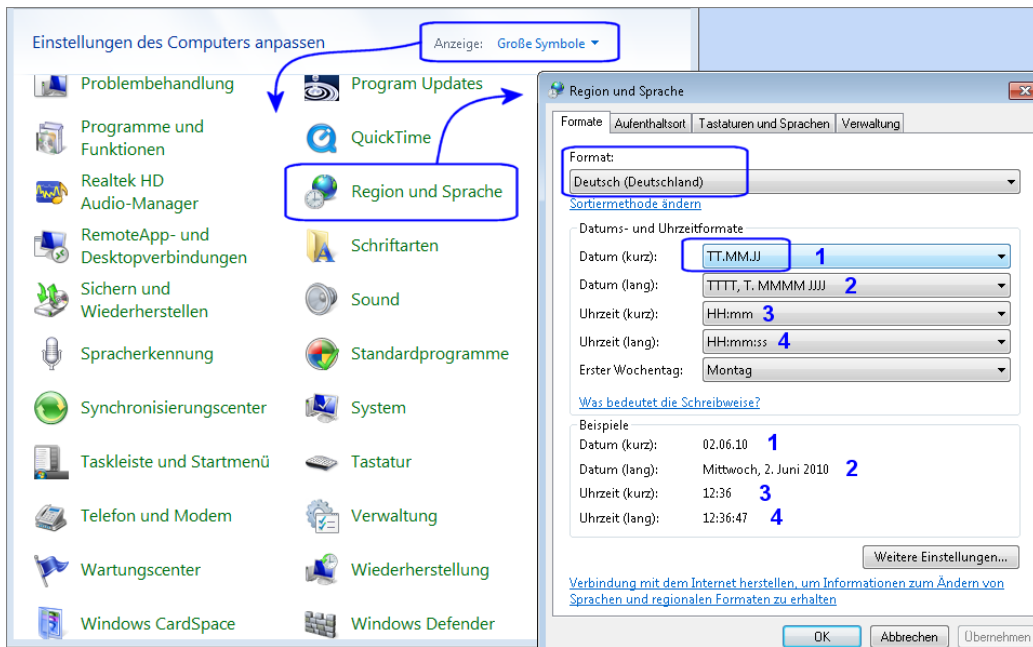 Einstellungen des Computers anpassen
Anzeige: Große Symbole
Problembehandlung
Program Updates
Programme und
Funktionen
QuickTime
Realtek HD
Audio-Manager
Region und Sprache
RemoteApp- und
Desktopverbindungen
Schriftarten
Sichern und
Wiederherstellen
Sound
Spracherkennung
Standardprogramme
Synchronisierungscenter
System
Taskleiste und Startmenü
Tastatur
Telefon und Modem
Verwaltung
Wartungscenter
Wiederherstellung
Windows CardSpace
Windows Defender
Region und Sprache
Formate Aufenthaltsort Tastaturen und Sprachen Verwaltung
Format:
Deutsch (Deutschland)
Sortiermethode ändern
Datums- und Uhrzeitformate
Datum (kurz): TT.MM.JJ 1
Datum (lang): TTTT, T. MMMM JJJJ 2
Uhrzeit (kurz): HH:mm 3
Uhrzeit (lang): HH:mm:ss 4
Erster Wochentag: Montag
Was bedeutet die Schreibweise?
Beispiele
Datum (kurz): 02.06.10 1
Datum (lang): Mittwoch, 2. Juni 2010 2
Uhrzeit (kurz): 12:36 3
Uhrzeit (lang): 12:36:47 4
Weitere Einstellungen...
Verbindung mit dem Internet herstellen, um Informationen zum Ändern von
Sprachen und regionalen Formaten zu erhalten
OK Abbrechen Übernehmen